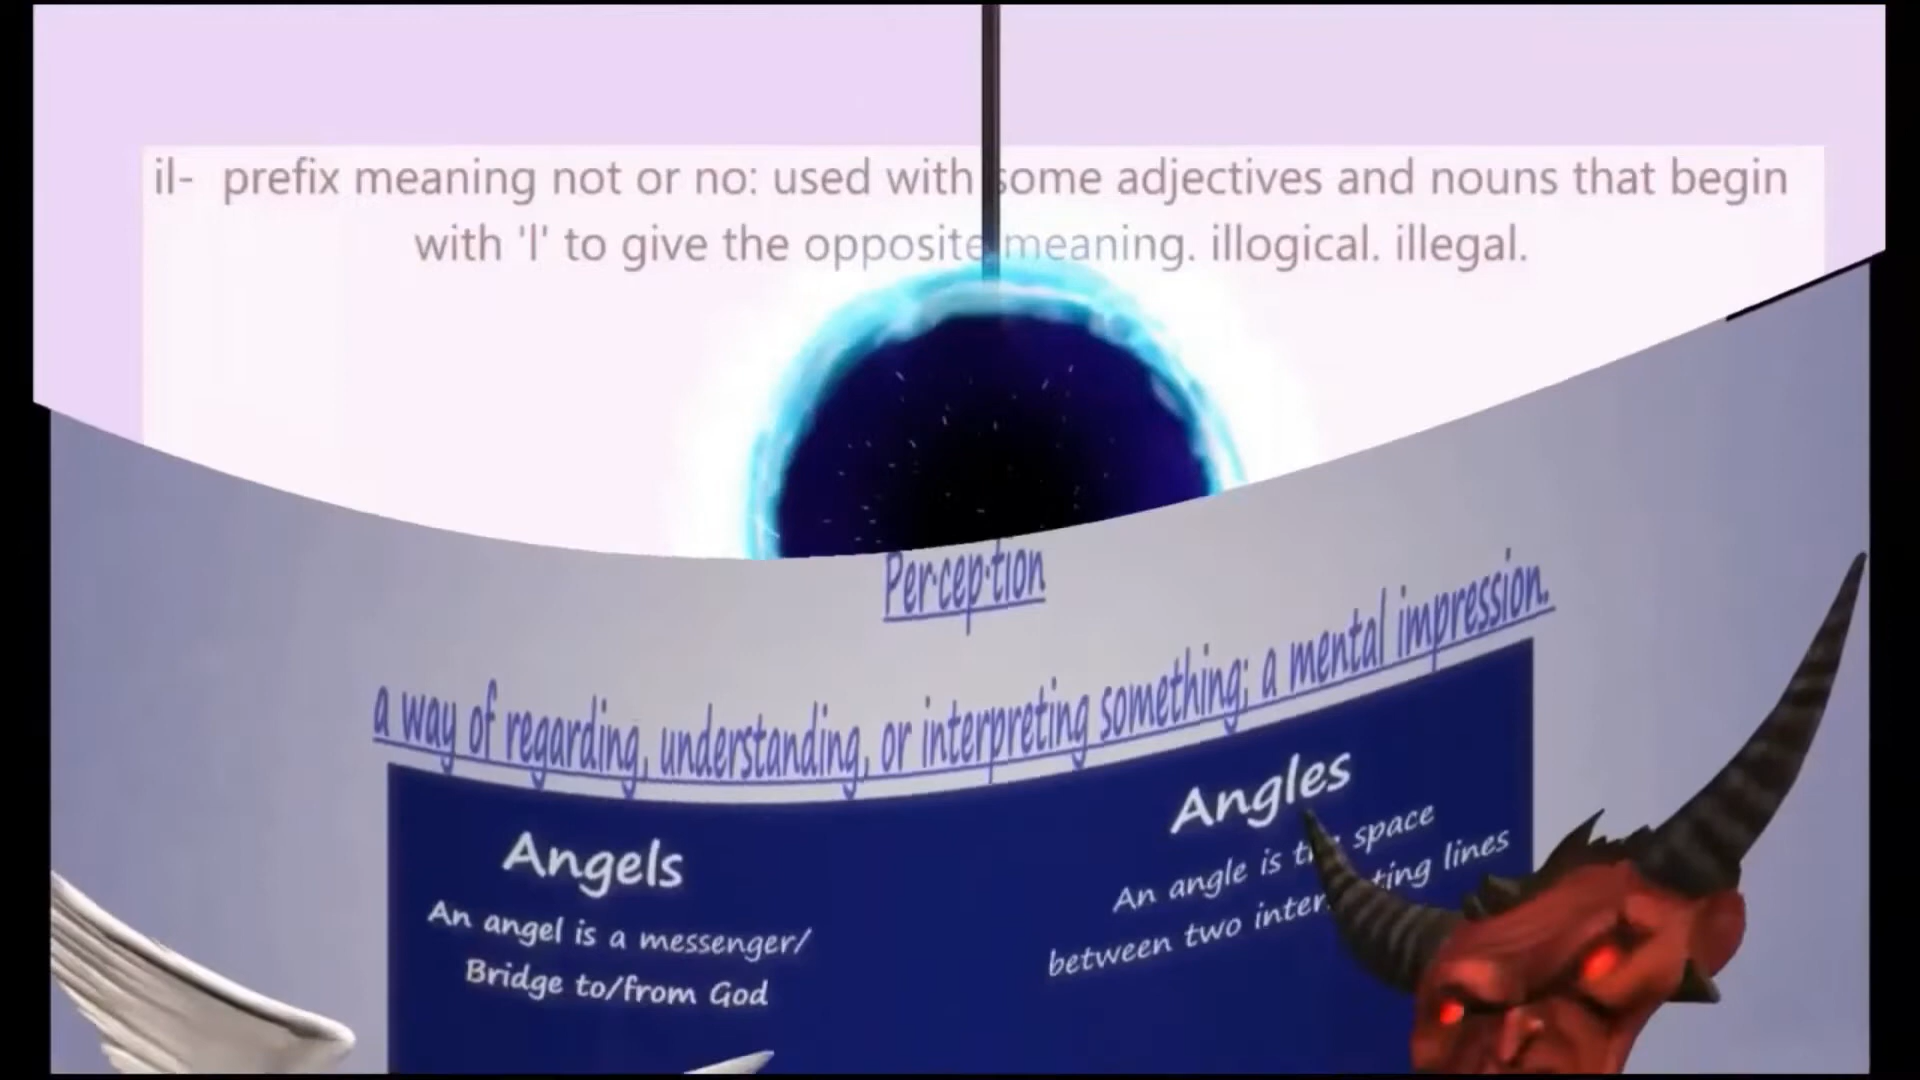 il- prefix meaning not or no: used with some adjectives and nouns that begin
with 'l' to give the opposite meaning. illogical. illegal.
Per·cep·tion
a way of regarding, understanding, or interpreting something; a mental impression.
Angels
An angel is a messenger/
Bridge to/from God
Angles
An angle is space
between two lines